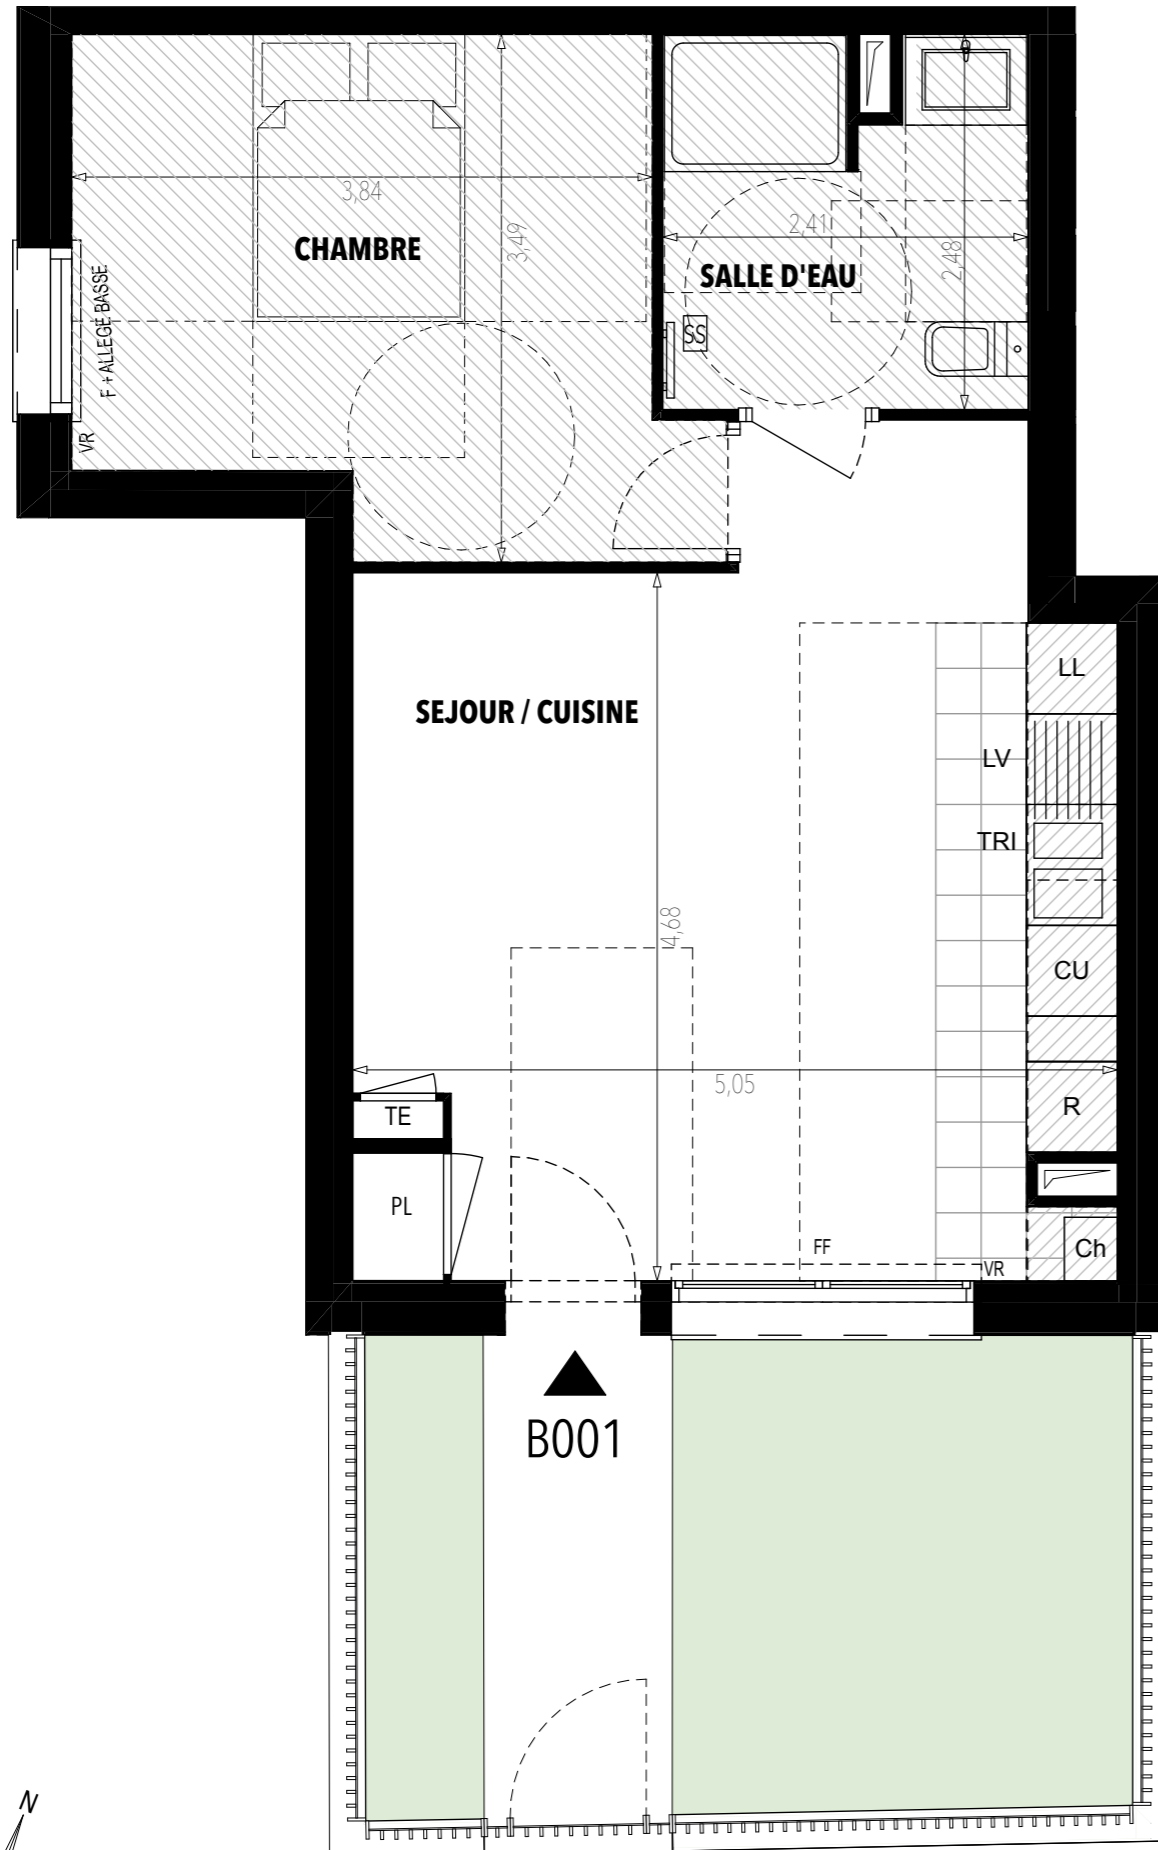 3,84
3,49
CHAMBRE
F + ALLEGE BASSE
VR
2,41
2,48
SALLE D'EAU
SS
SEJOUR / CUISINE
LL
LV
TRI
4,68
CU
5,05
R
TE
PL
FF
VR
Ch
B001
N